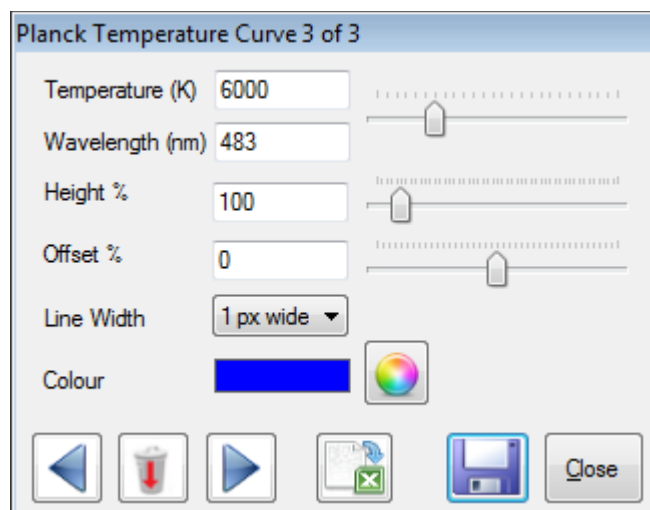 Planck Temperature Curve 3 of 3
Temperature (K) 6000
Wavelength (nm) 483
Height % 100
Offset % 0
Line Width 1 px wide
Colour
Close